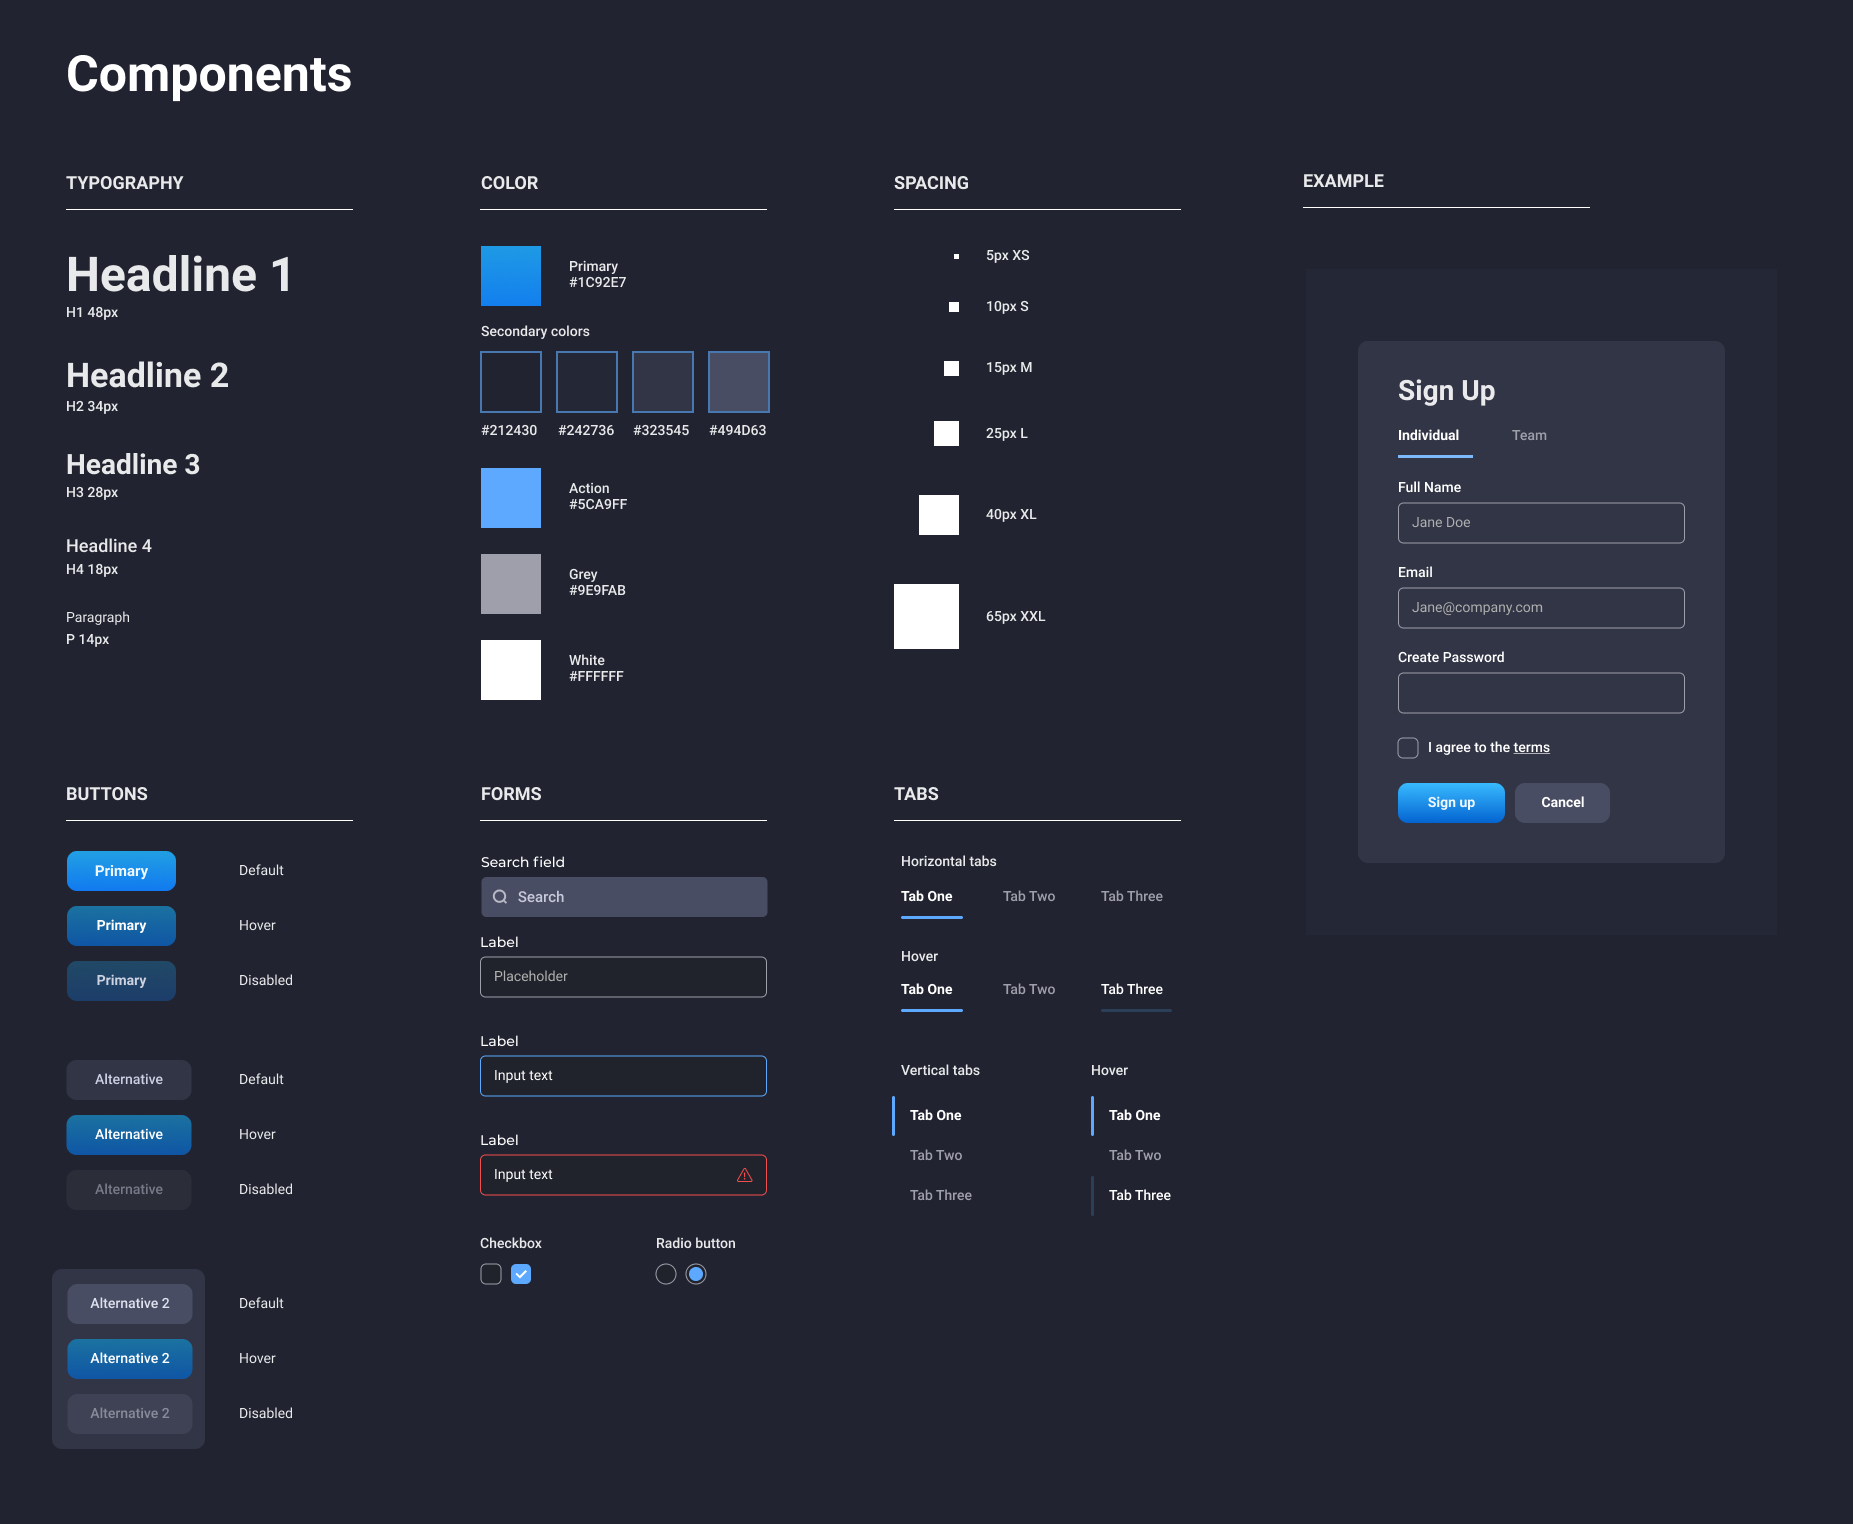 Components
TYPOGRAPHY
Headline 1
H1 48px
Headline 2
H2 34px
Headline 3
H3 28px
Headline 4
H4 18px
Paragraph
P 14px
COLOR
Primary
#1C92E7
Secondary colors
#212430 #242736 #323545 #494D63
Action
#5CA9FF
Grey
#9E9FAB
White
#FFFFFF
SPACING
5px XS
10px S
15px M
25px L
40px XL
65px XXL
EXAMPLE
Sign Up
Individual Team
Full Name
Jane Doe
Email
Jane@company.com
Create Password
I agree to the terms
Sign up Cancel
BUTTONS
Primary Default
Primary Hover
Primary Disabled
Alternative Default
Alternative Hover
Alternative Disabled
Alternative 2 Default
Alternative 2 Hover
Alternative 2 Disabled
FORMS
Search field
Search
Label
Placeholder
Label
Input text
Label
Input text
Checkbox Radio button
TABS
Horizontal tabs
Tab One Tab Two Tab Three
Hover
Tab One Tab Two Tab Three
Vertical tabs Hover
Tab One Tab One
Tab Two Tab Two
Tab Three Tab Three